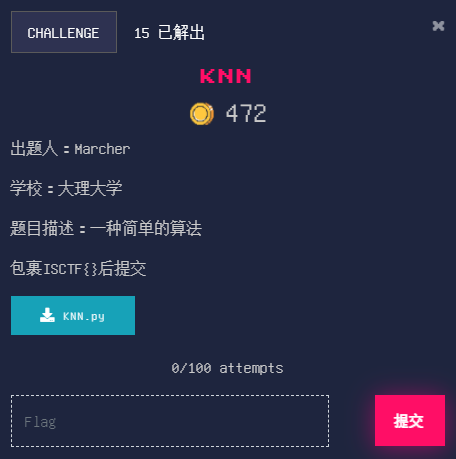 CHALLENGE
15 已解出
×
KNN
472
出题人：Marcher
学校：大理大学
题目描述：一种简单的算法
包裹ISCTF{}后提交
KNN.py
0/100 attempts
Flag
提交